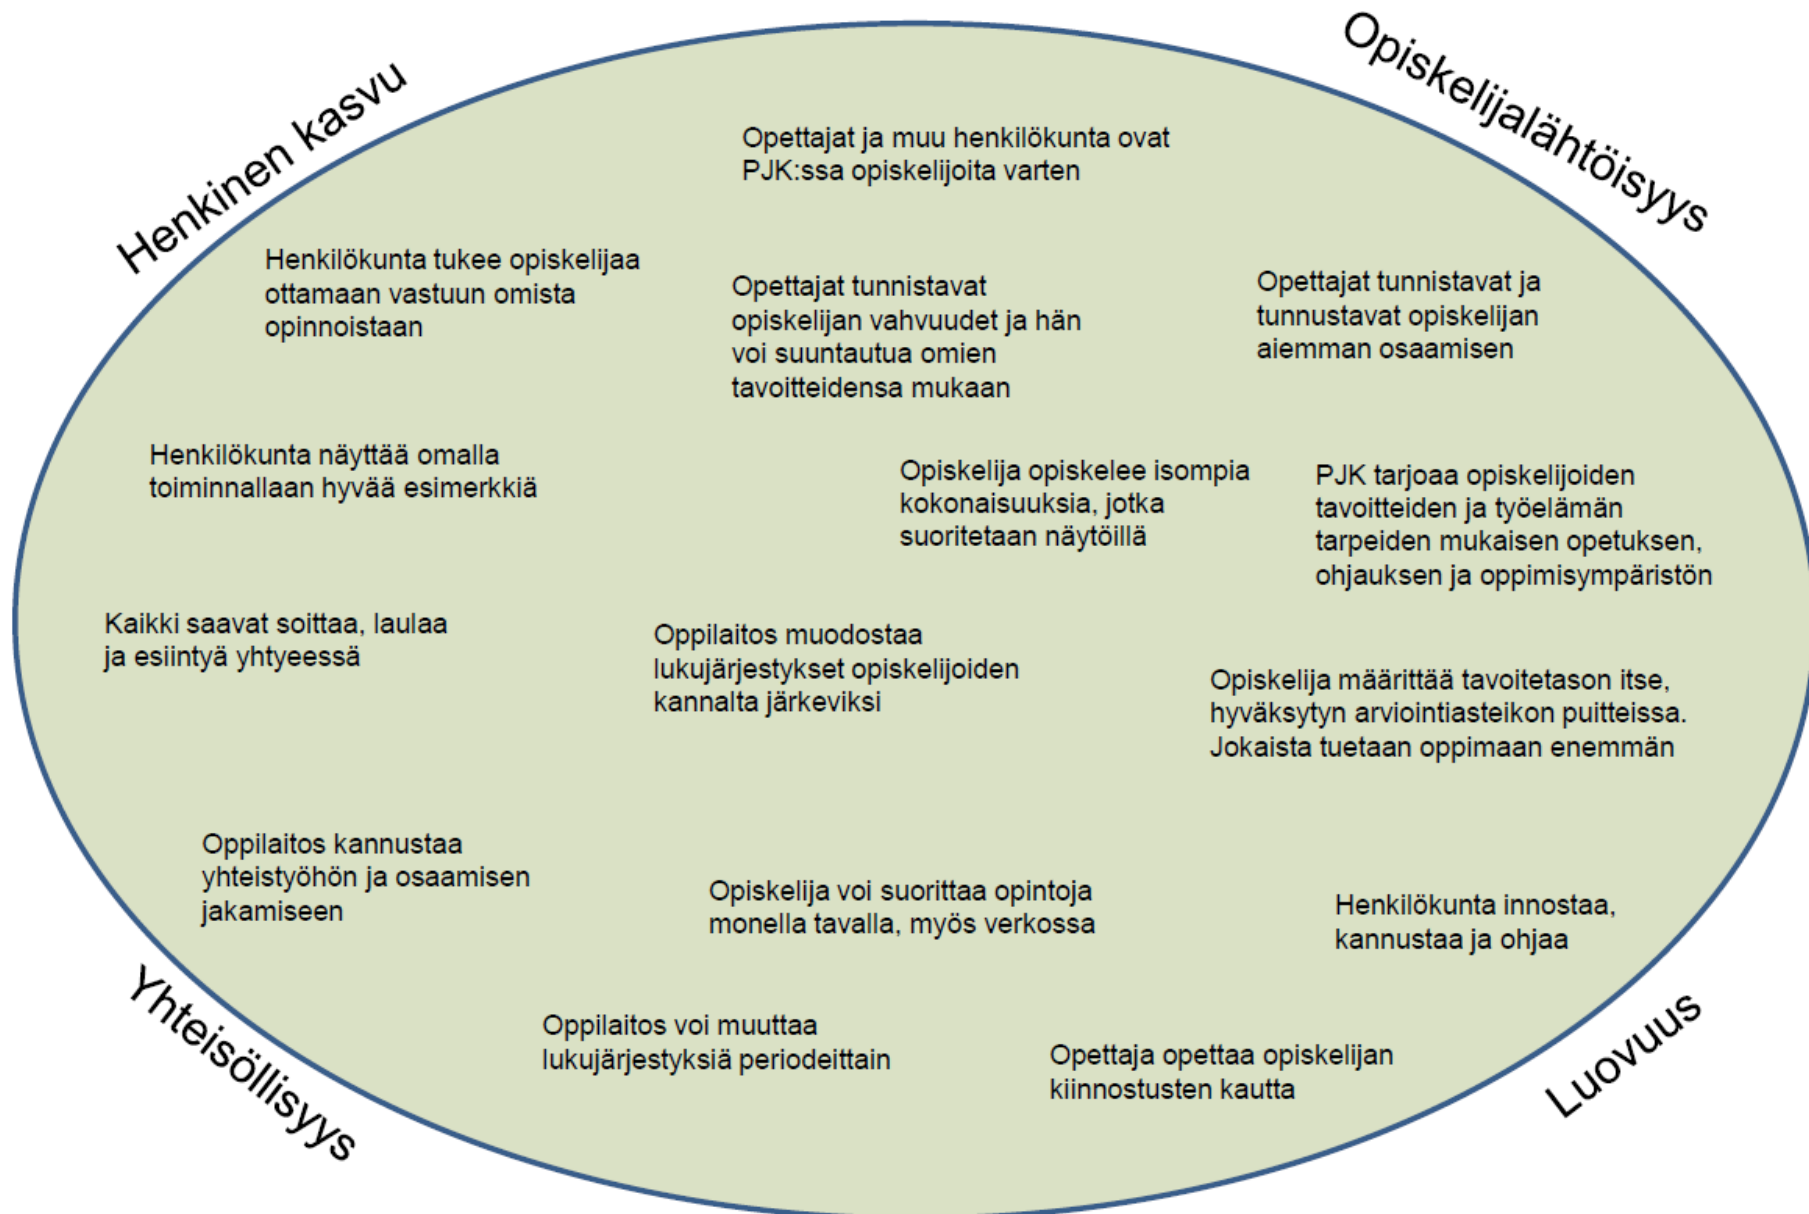 Henkinen kasvu
Opiskelijalähtöisyys
Opettajat ja muu henkilökunta ovat
PJK:ssa opiskelijoita varten
Henkilökunta tukee opiskelijaa
ottamaan vastuun omista
opinnoistaan
Opettajat tunnistavat
opiskelijan vahvuudet ja hän
voi suuntautua omien
tavoitteidensa mukaan
Opettajat tunnistavat ja
tunnustavat opiskelijan
aiemman osaamisen
Henkilökunta näyttää omalla
toiminnallaan hyvää esimerkkiä
Opiskelija opiskelee isompia
kokonaisuuksia, jotka
suoritetaan näytöillä
PJK tarjoaa opiskelijoiden
tavoitteiden ja työelämän
tarpeiden mukaisen opetuksen,
ohjauksen ja oppimisympäristön
Kaikki saavat soittaa, laulaa
ja esiintyä yhtyeessä
Oppilaitos muodostaa
lukujärjestykset opiskelijoiden
kannalta järkeviksi
Opiskelija määrittää tavoitetason itse,
hyväksytyn arviointiasteikon puitteissa.
Jokaista tuetaan oppimaan enemmän
Oppilaitos kannustaa
yhteistyöhön ja osaamisen
jakamiseen
Opiskelija voi suorittaa opintoja
monella tavalla, myös verkossa
Henkilökunta innostaa,
kannustaa ja ohjaa
Oppilaitos voi muuttaa
lukujärjestyksiä periodeittain
Opettaja opettaa opiskelijan
kiinnostusten kautta
Yhteisöllisyys
Luovuus